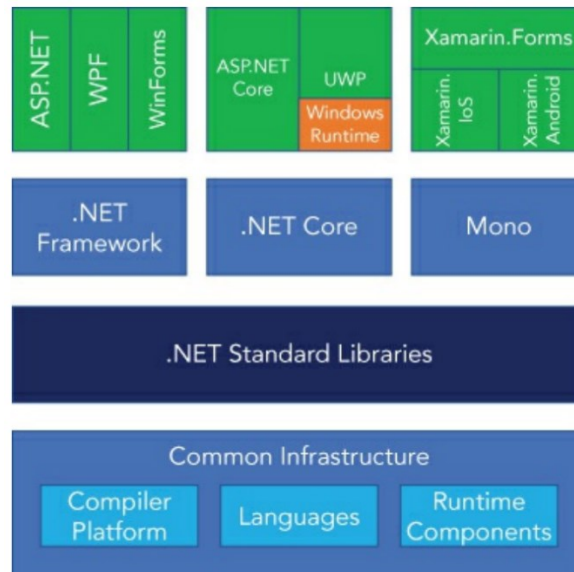 ASP.NET
WPF
WinForms
ASP.NET
Core
UWP
Windows
Runtime
Xamarin.Forms
Xamarin.
IoS
Xamarin.
Android
.NET
Framework
.NET Core
Mono
.NET Standard Libraries
Common Infrastructure
Compiler
Platform
Languages
Runtime
Components